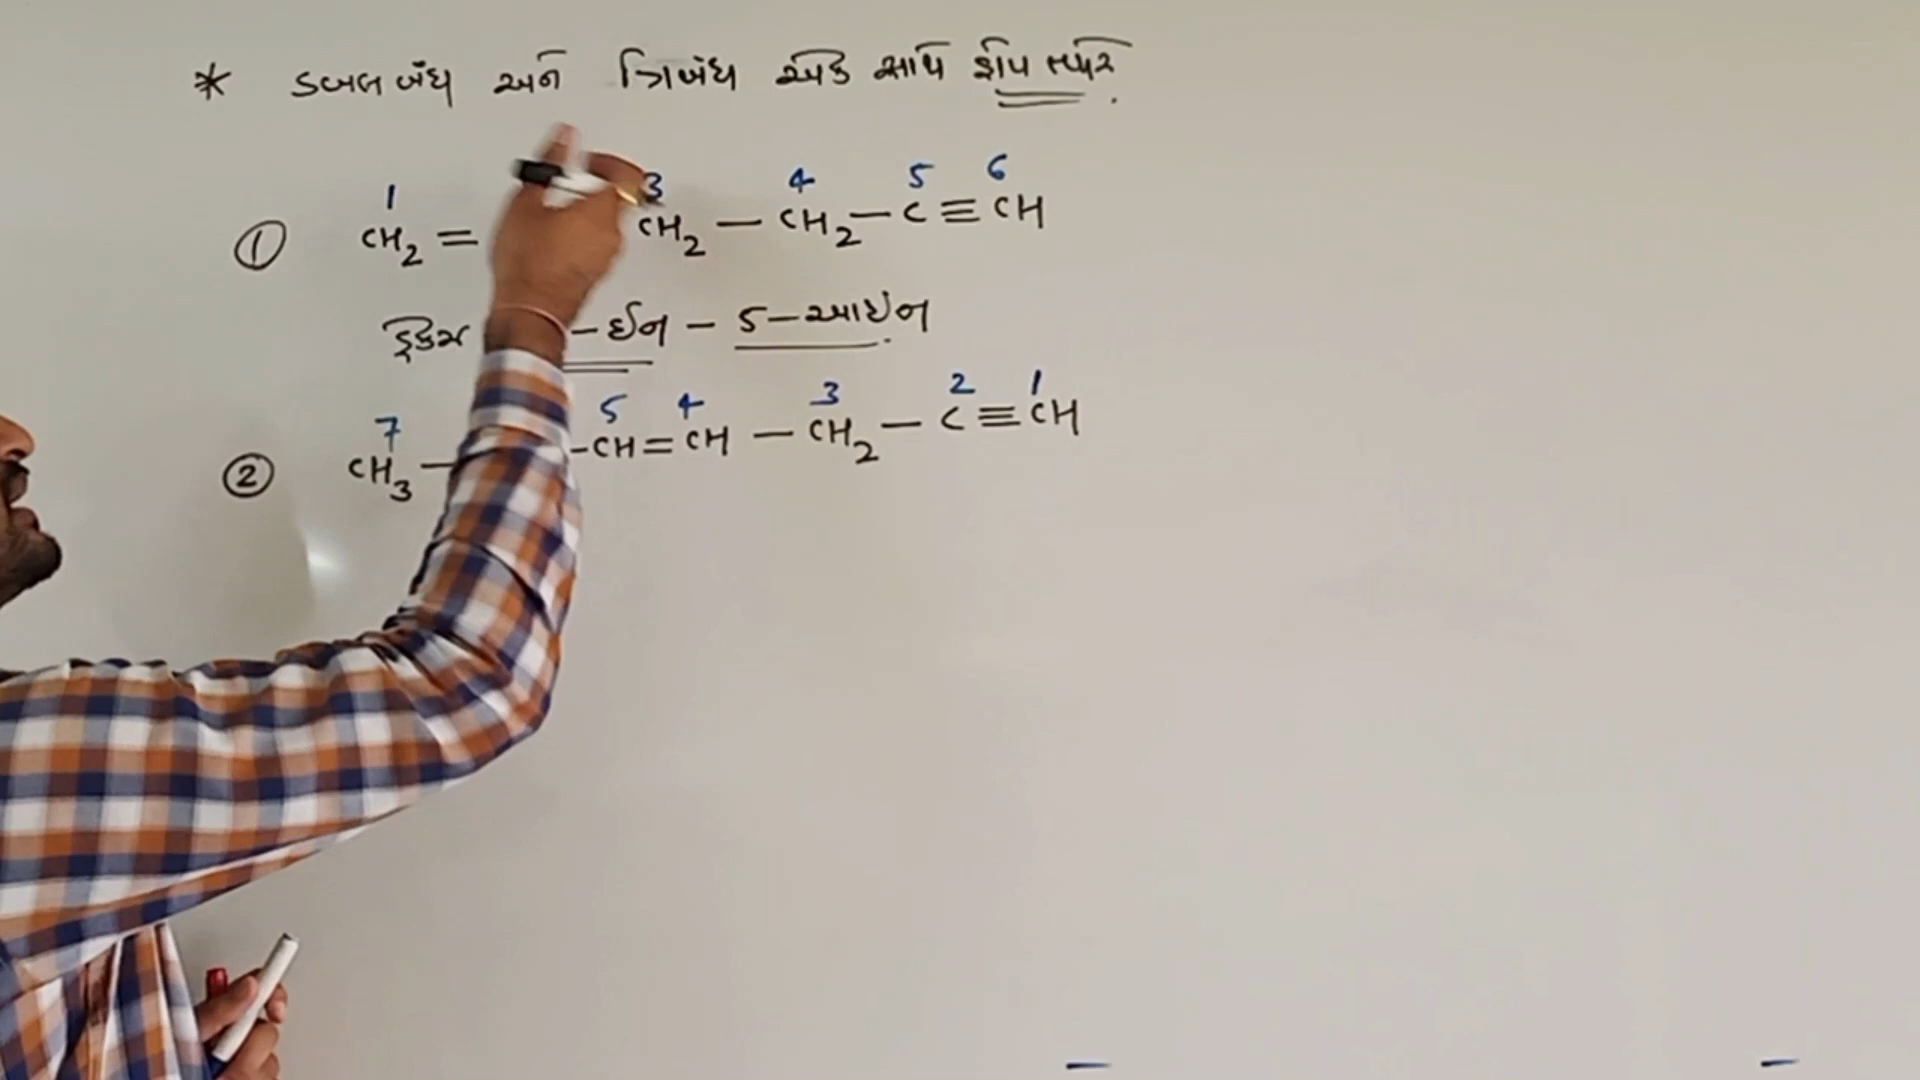 * ડબલ બંધ અને ત્રિબંધ એક સાથે હોય ત્યારે .
1 3 4 5 6
① CH₂ = CH₂ — CH₂ — C ≡ CH
હેક્ઝ – ઈન – 5 – આઇન .
7 5 4 3 2 1
② CH₃ — - CH = CH — CH₂ — C ≡ CH